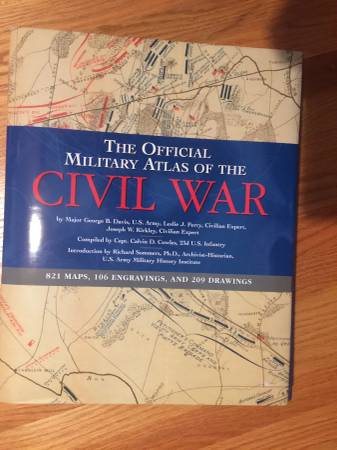 THE OFFICIAL
MILITARY ATLAS OF THE
CIVIL WAR
by Major George B. Davis, U.S. Army, Leslie J. Perry, Civilian Expert,
Joseph W. Kirkley, Civilian Expert
Compiled by Capt. Calvin D. Cowles, 23d U.S. Infantry
Introduction by Richard Sommers, Ph.D., Archivist-Historian,
U.S. Army Military History Institute
821 MAPS, 106 ENGRAVINGS, AND 209 DRAWINGS